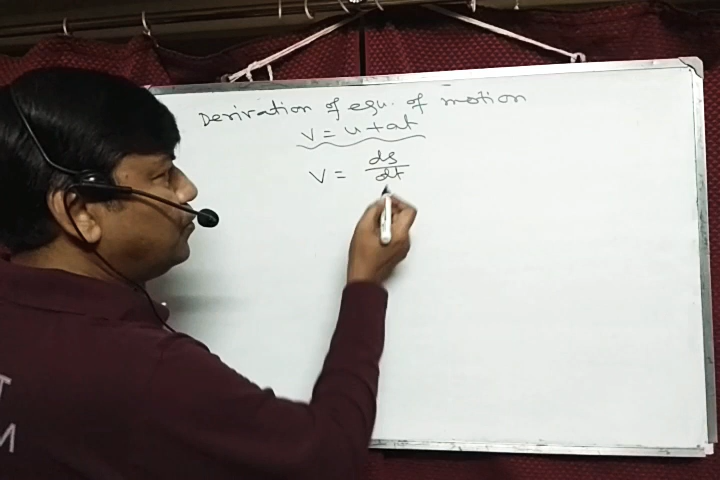 Derivation of equ. of motion
v = u + at
v = ds/dt
T
M